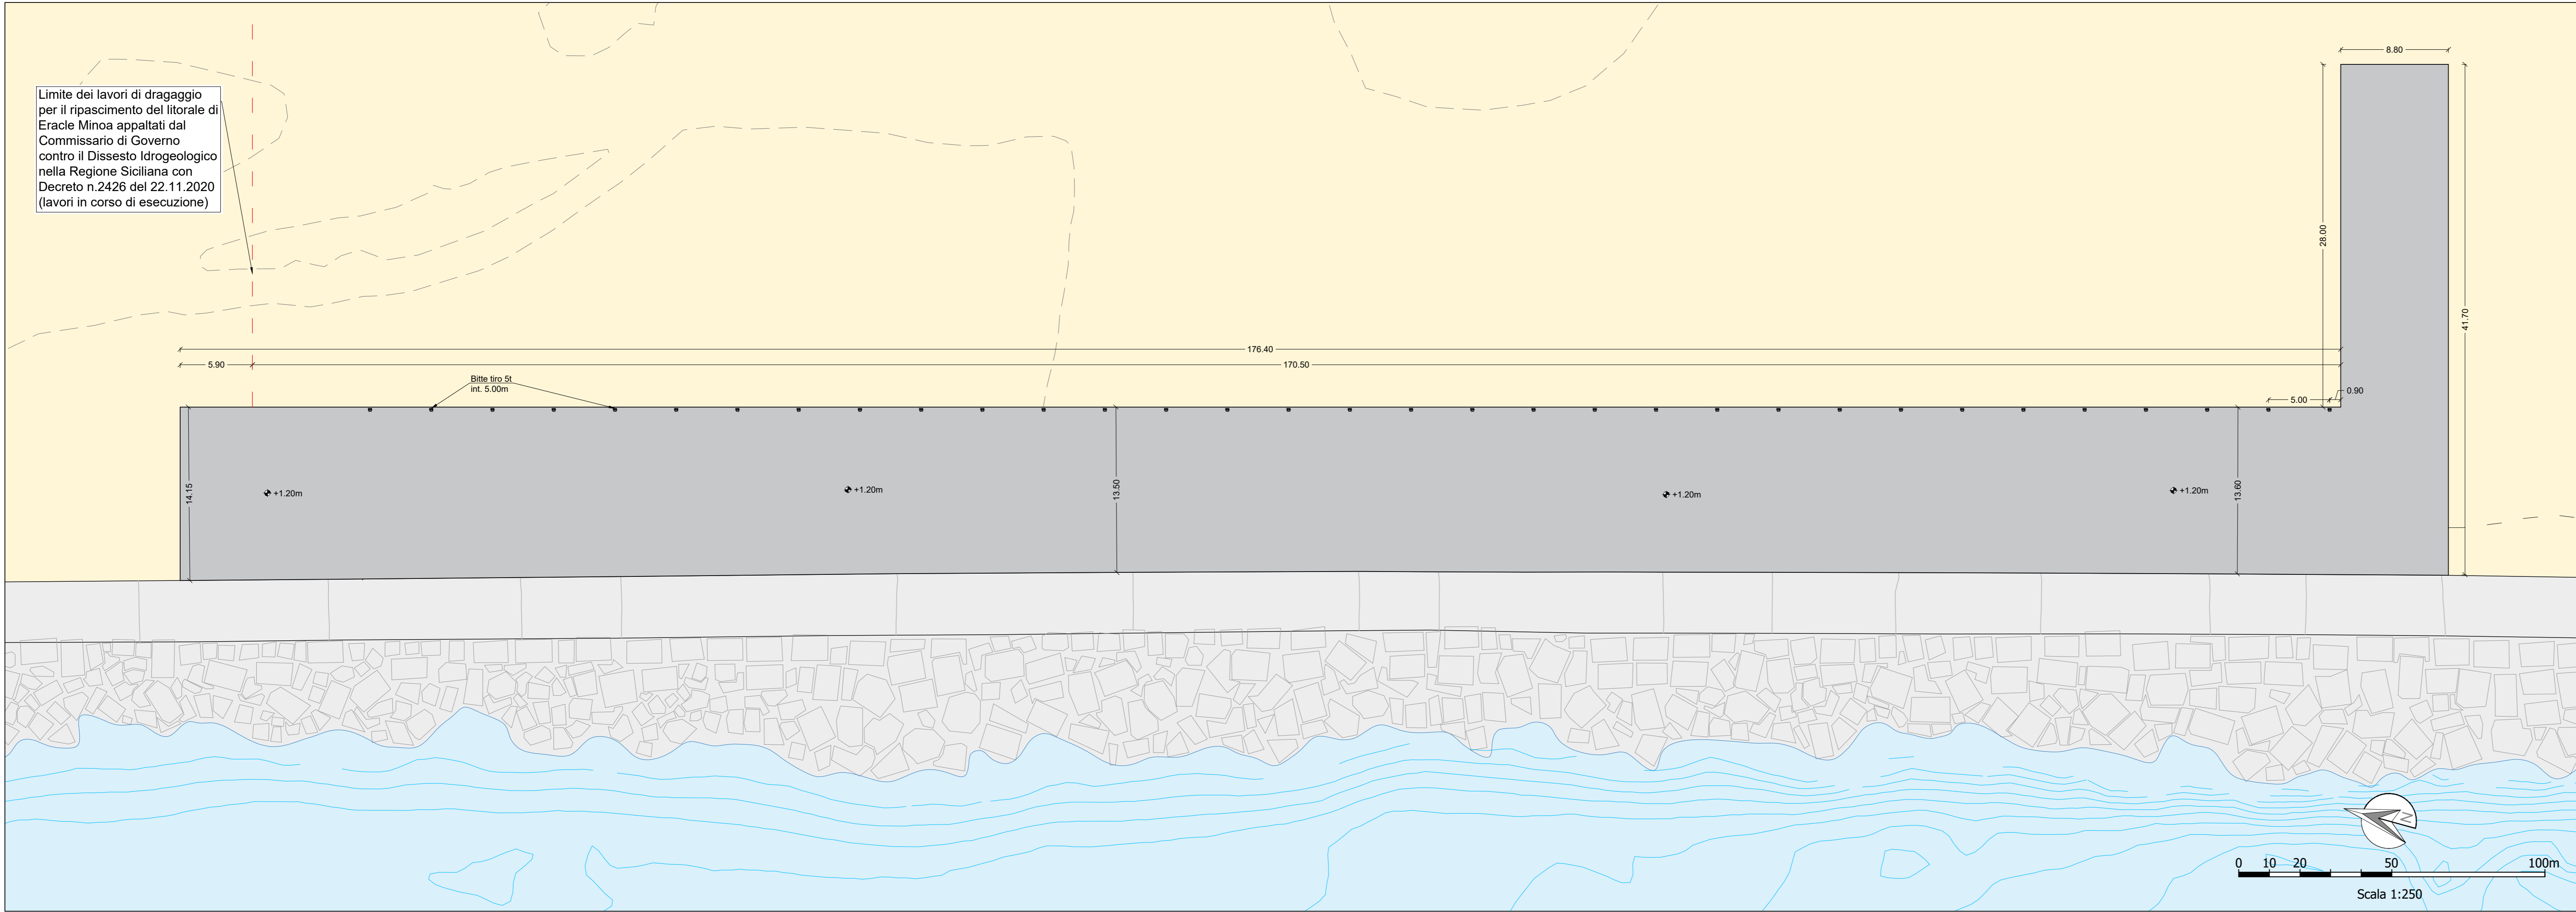 8.80
Limite dei lavori di dragaggio
per il ripascimento del litorale di
Eracle Minoa appaltati dal
Commissario di Governo
contro il Dissesto Idrogeologico
nella Regione Siciliana con
Decreto n.2426 del 22.11.2020
(lavori in corso di esecuzione)
28.00
41.70
176.40
5.90
170.50
Bitte tiro 5t
int. 5.00m
0.90
5.00
14.15
+1.20m
+1.20m
13.50
+1.20m
+1.20m
13.60
N
0 10 20 50 100m
Scala 1:250